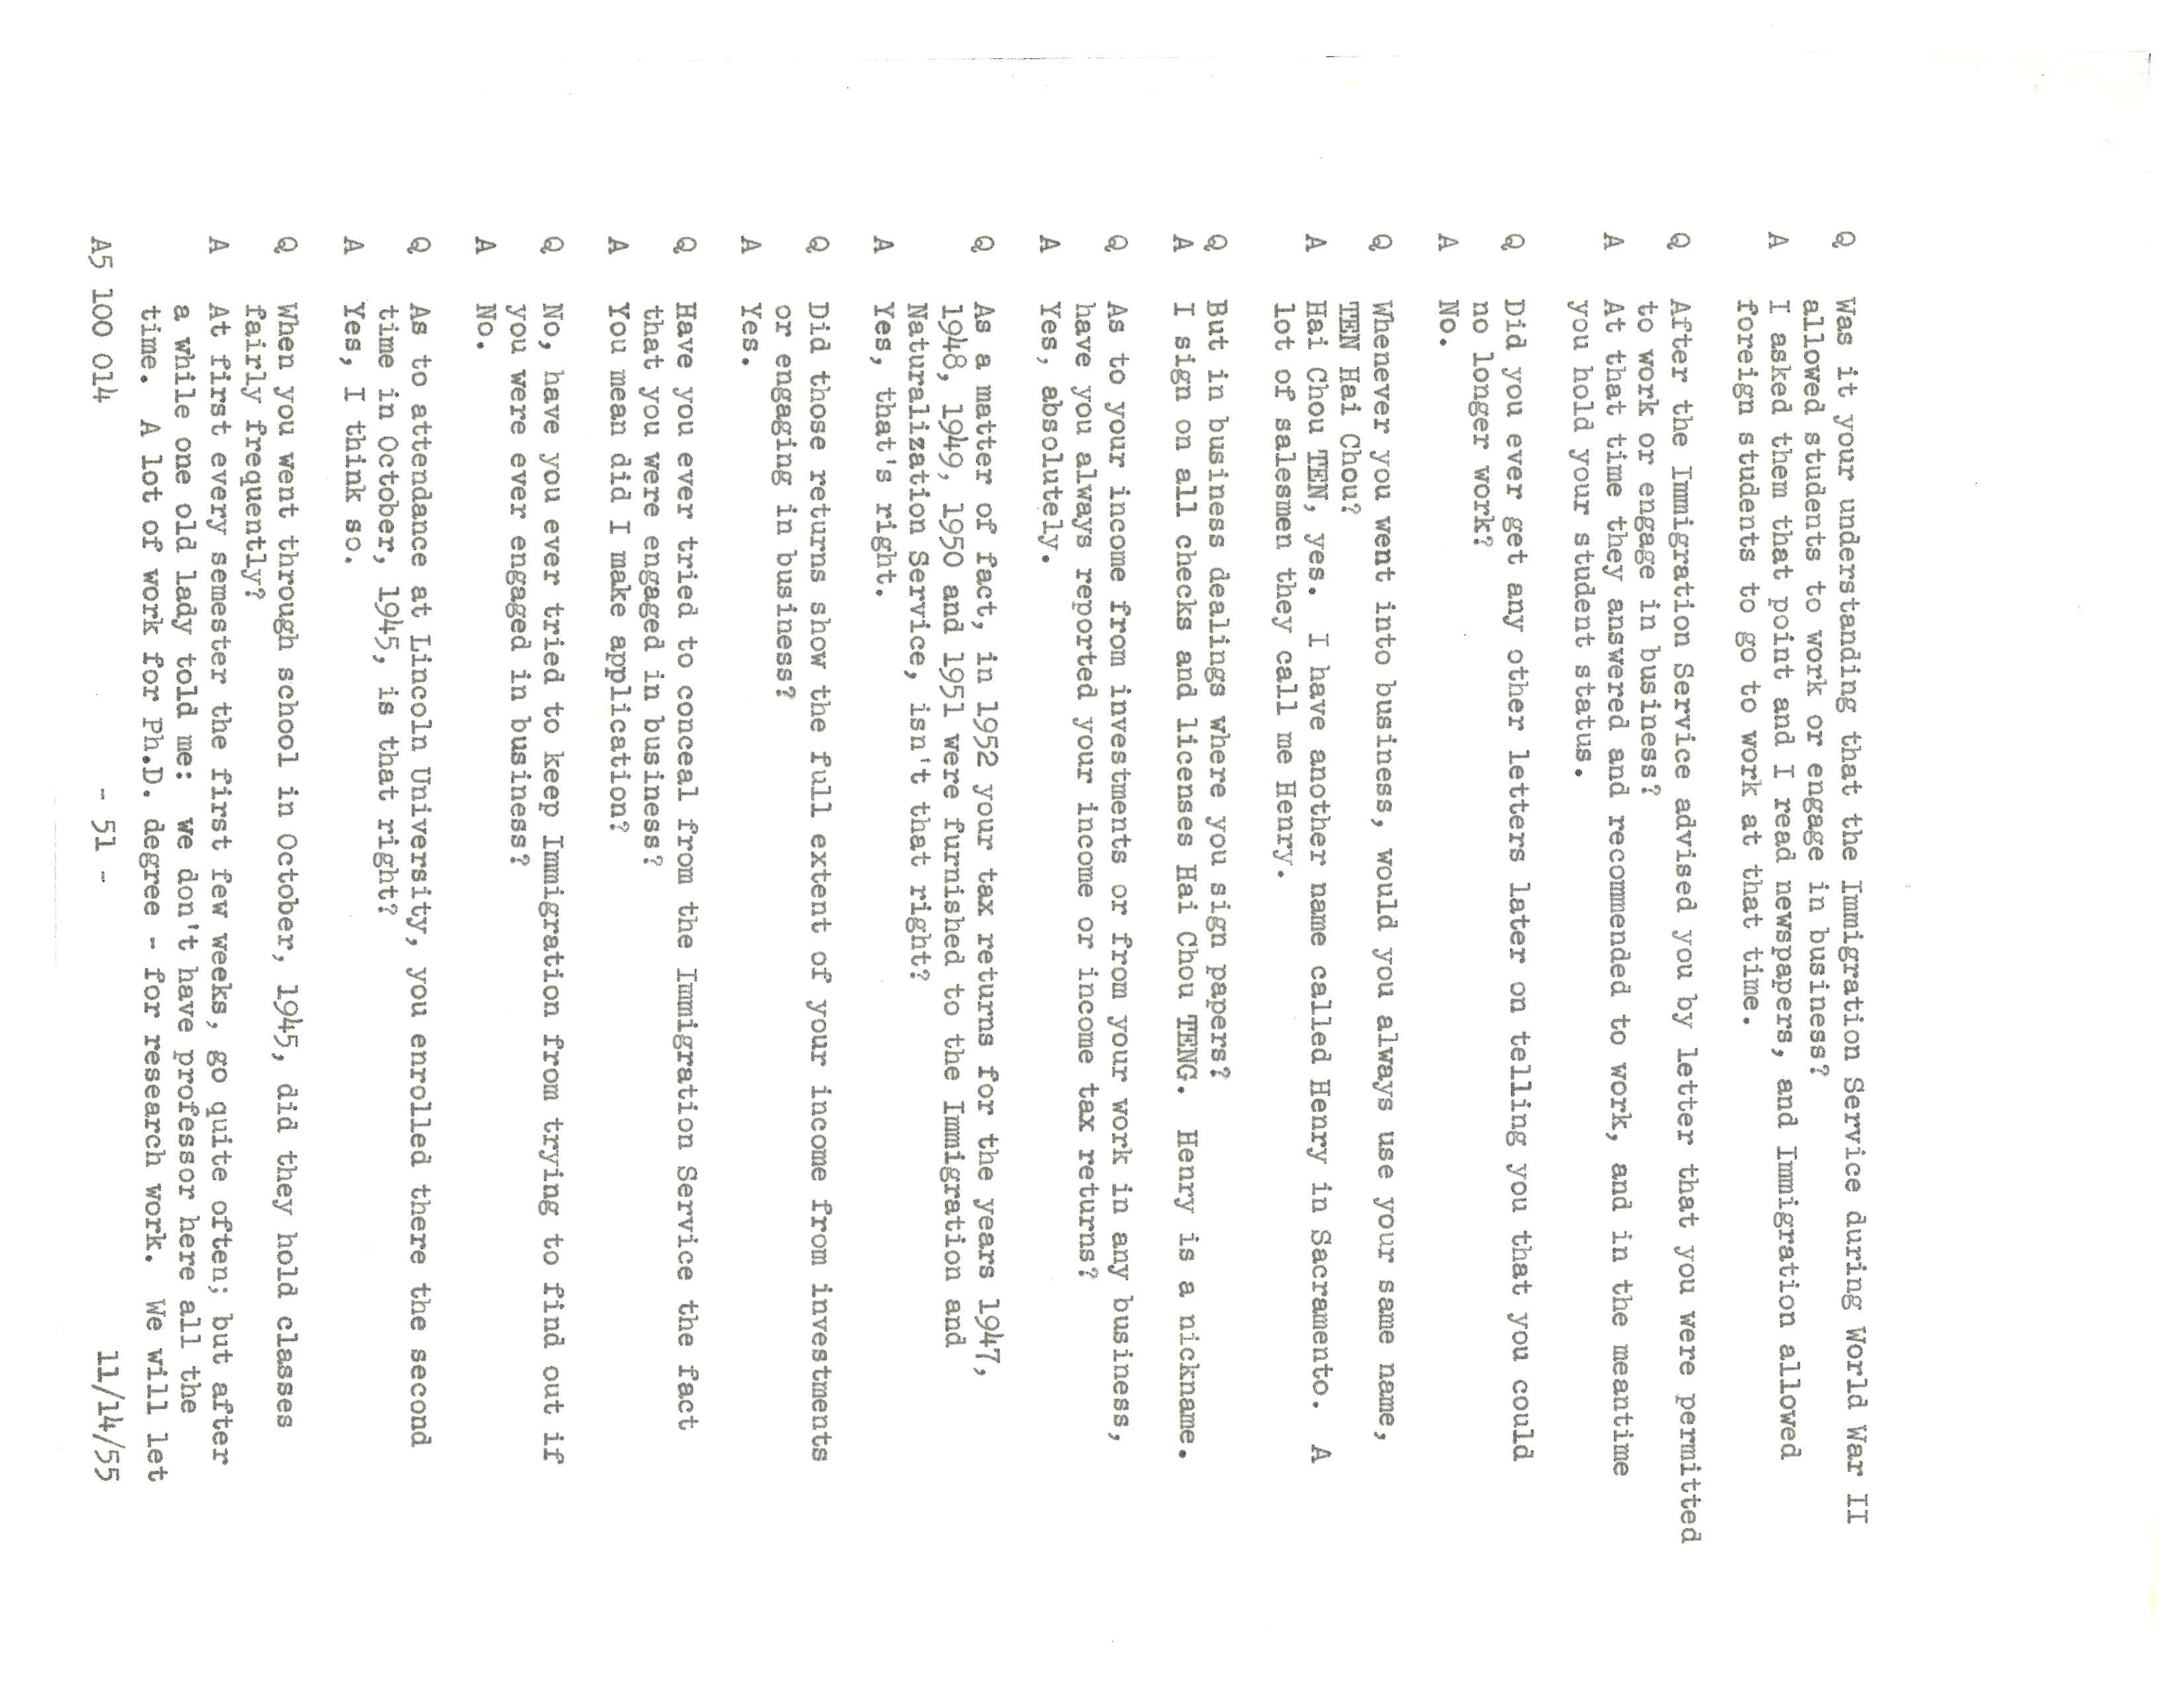 Q Was it your understanding that the Immigration Service during World War II
allowed students to work or engage in business?
A I asked them that point and I read newspapers, and Immigration allowed
foreign students to go to work at that time.
Q After the Immigration Service advised you by letter that you were permitted
to work or engage in business?
A At that time they answered and recommended to work, and in the meantime
you hold your student status.
Q Did you ever get any other letters later on telling you that you could
no longer work?
A No.
Q Whenever you went into business, would you always use your same name,
TEN Hai Chou?
A Hai Chou TEN, yes. I have another name called Henry in Sacramento. A
lot of salesmen they call me Henry.
Q But in business dealings where you sign papers?
A I sign on all checks and licenses Hai Chou TENG. Henry is a nickname.
Q As to your income from investments or from your work in any business,
have you always reported your income or income tax returns?
A Yes, absolutely.
Q As a matter of fact, in 1952 your tax returns for the years 1947,
1948, 1949, 1950 and 1951 were furnished to the Immigration and
Naturalization Service, isn't that right?
A Yes, that's right.
Q Did those returns show the full extent of your income from investments
or engaging in business?
A Yes.
Q Have you ever tried to conceal from the Immigration Service the fact
that you were engaged in business?
A You mean did I make application?
Q No, have you ever tried to keep Immigration from trying to find out if
you were ever engaged in business?
A No.
Q As to attendance at Lincoln University, you enrolled there the second
time in October, 1945, is that right?
A Yes, I think so.
Q When you went through school in October, 1945, did they hold classes
fairly frequently?
A At first every semester the first few weeks, go quite often; but after
a while one old lady told me: we don't have professor here all the
time. A lot of work for Ph.D. degree - for research work. We will let
A5 100 014 - 51 - 11/14/55